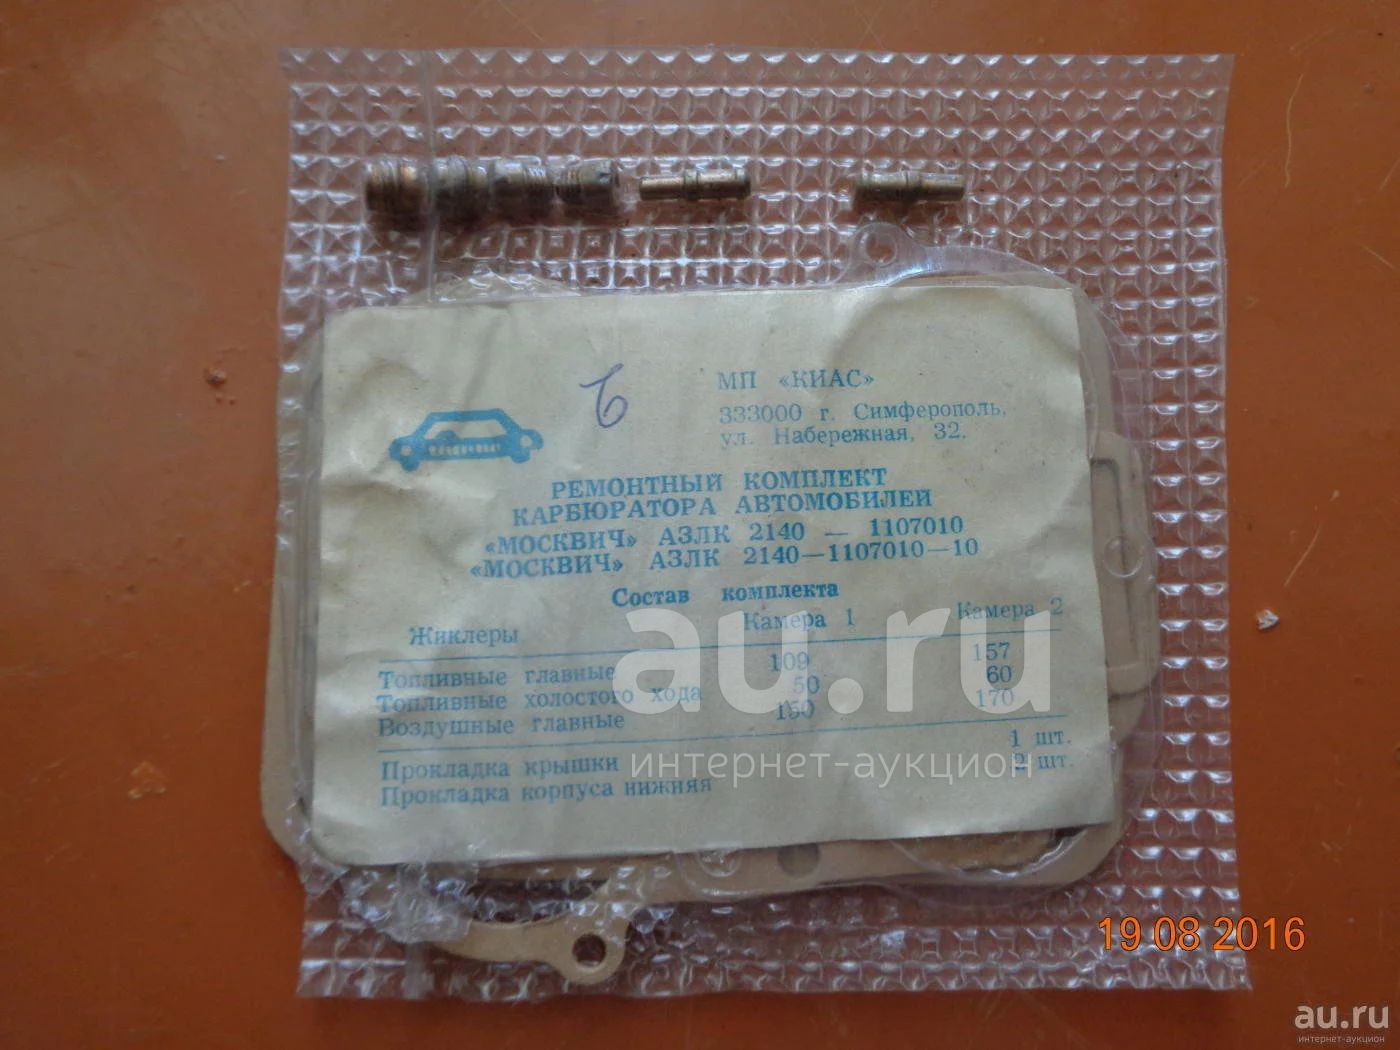 б
МП «КИАС»
333000 г. Симферополь,
ул. Набережная, 32.
РЕМОНТНЫЙ КОМПЛЕКТ
КАРБЮРАТОРА АВТОМОБИЛЕЙ
«МОСКВИЧ» АЗЛК 2140 — 1107010
«МОСКВИЧ» АЗЛК 2140—1107010—10
Состав комплекта
Жиклеры Камера 1 Камера 2
Топливные главные 109 157
Топливные холостого хода 50 60
Воздушные главные 150 170
Прокладка крышки 1 шт.
Прокладка корпуса нижняя 2 шт.
au.ru
интернет-аукцион
19 08 2016
au.ru
интернет-аукцион